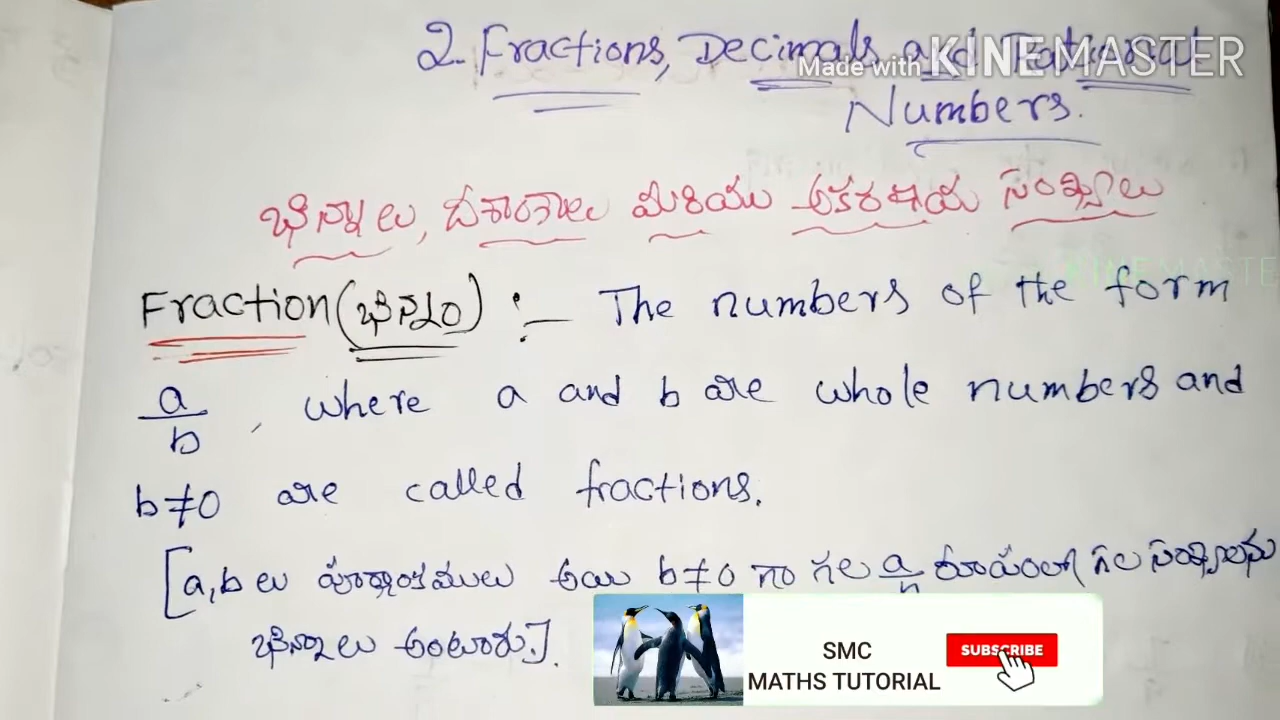 2. Fractions, Decimals and Rational
Made with KINEMASTER
Numbers.
భిన్నాలు, దశాంశాలు మరియు అకరణీయ సంఖ్యలు
KINEMASTE
Fraction (భిన్నం) :- The numbers of the form
a/b, where a and b are whole numbers and
b≠0 are called fractions.
[a,b లు పూర్ణాంకములు అయి b≠0 గా గల a/b రూపంలో గల సంఖ్యలను
భిన్నాలు అంటారు.].
SMC
MATHS TUTORIAL
SUBSCRIBE